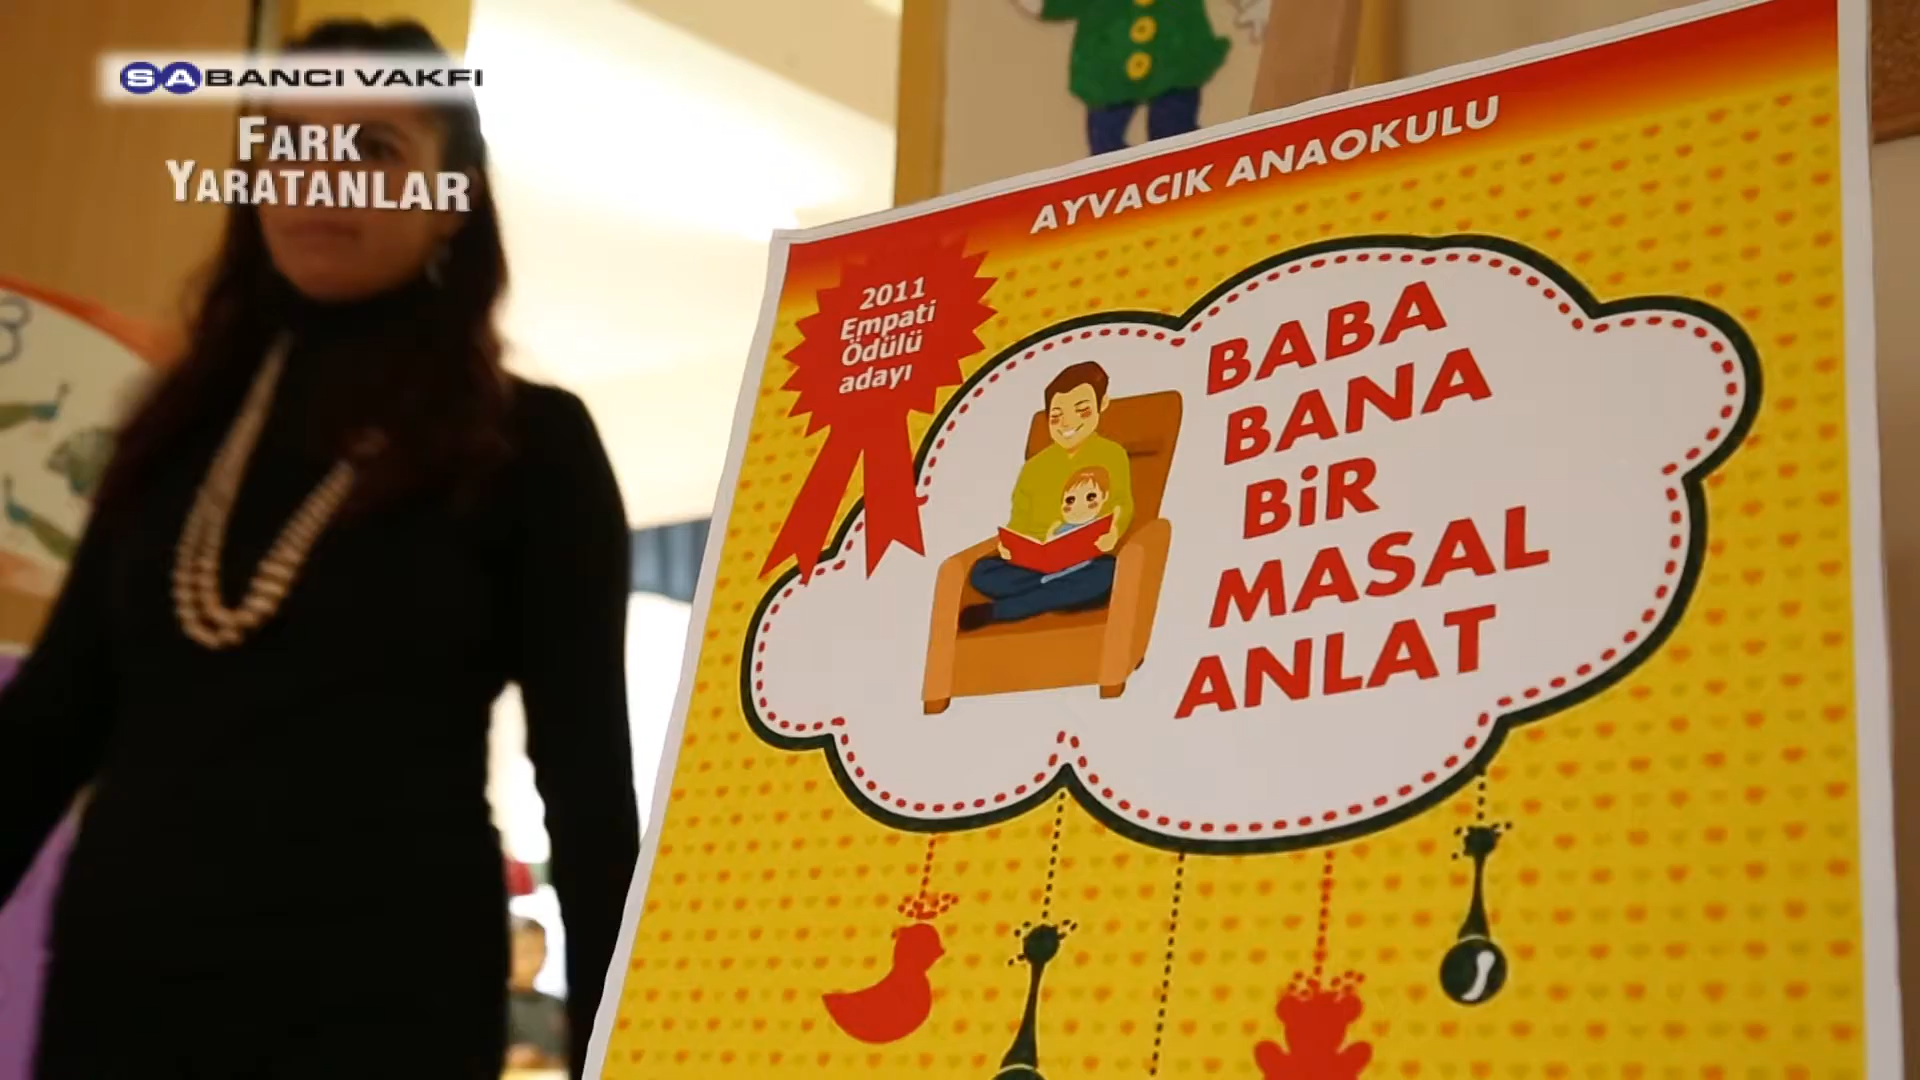 SABANCI VAKFI
FARK
YARATANLAR
AYVACIK ANAOKULU
2011
Empati
Ödülü
adayı
BABA
BANA
BiR
MASAL
ANLAT